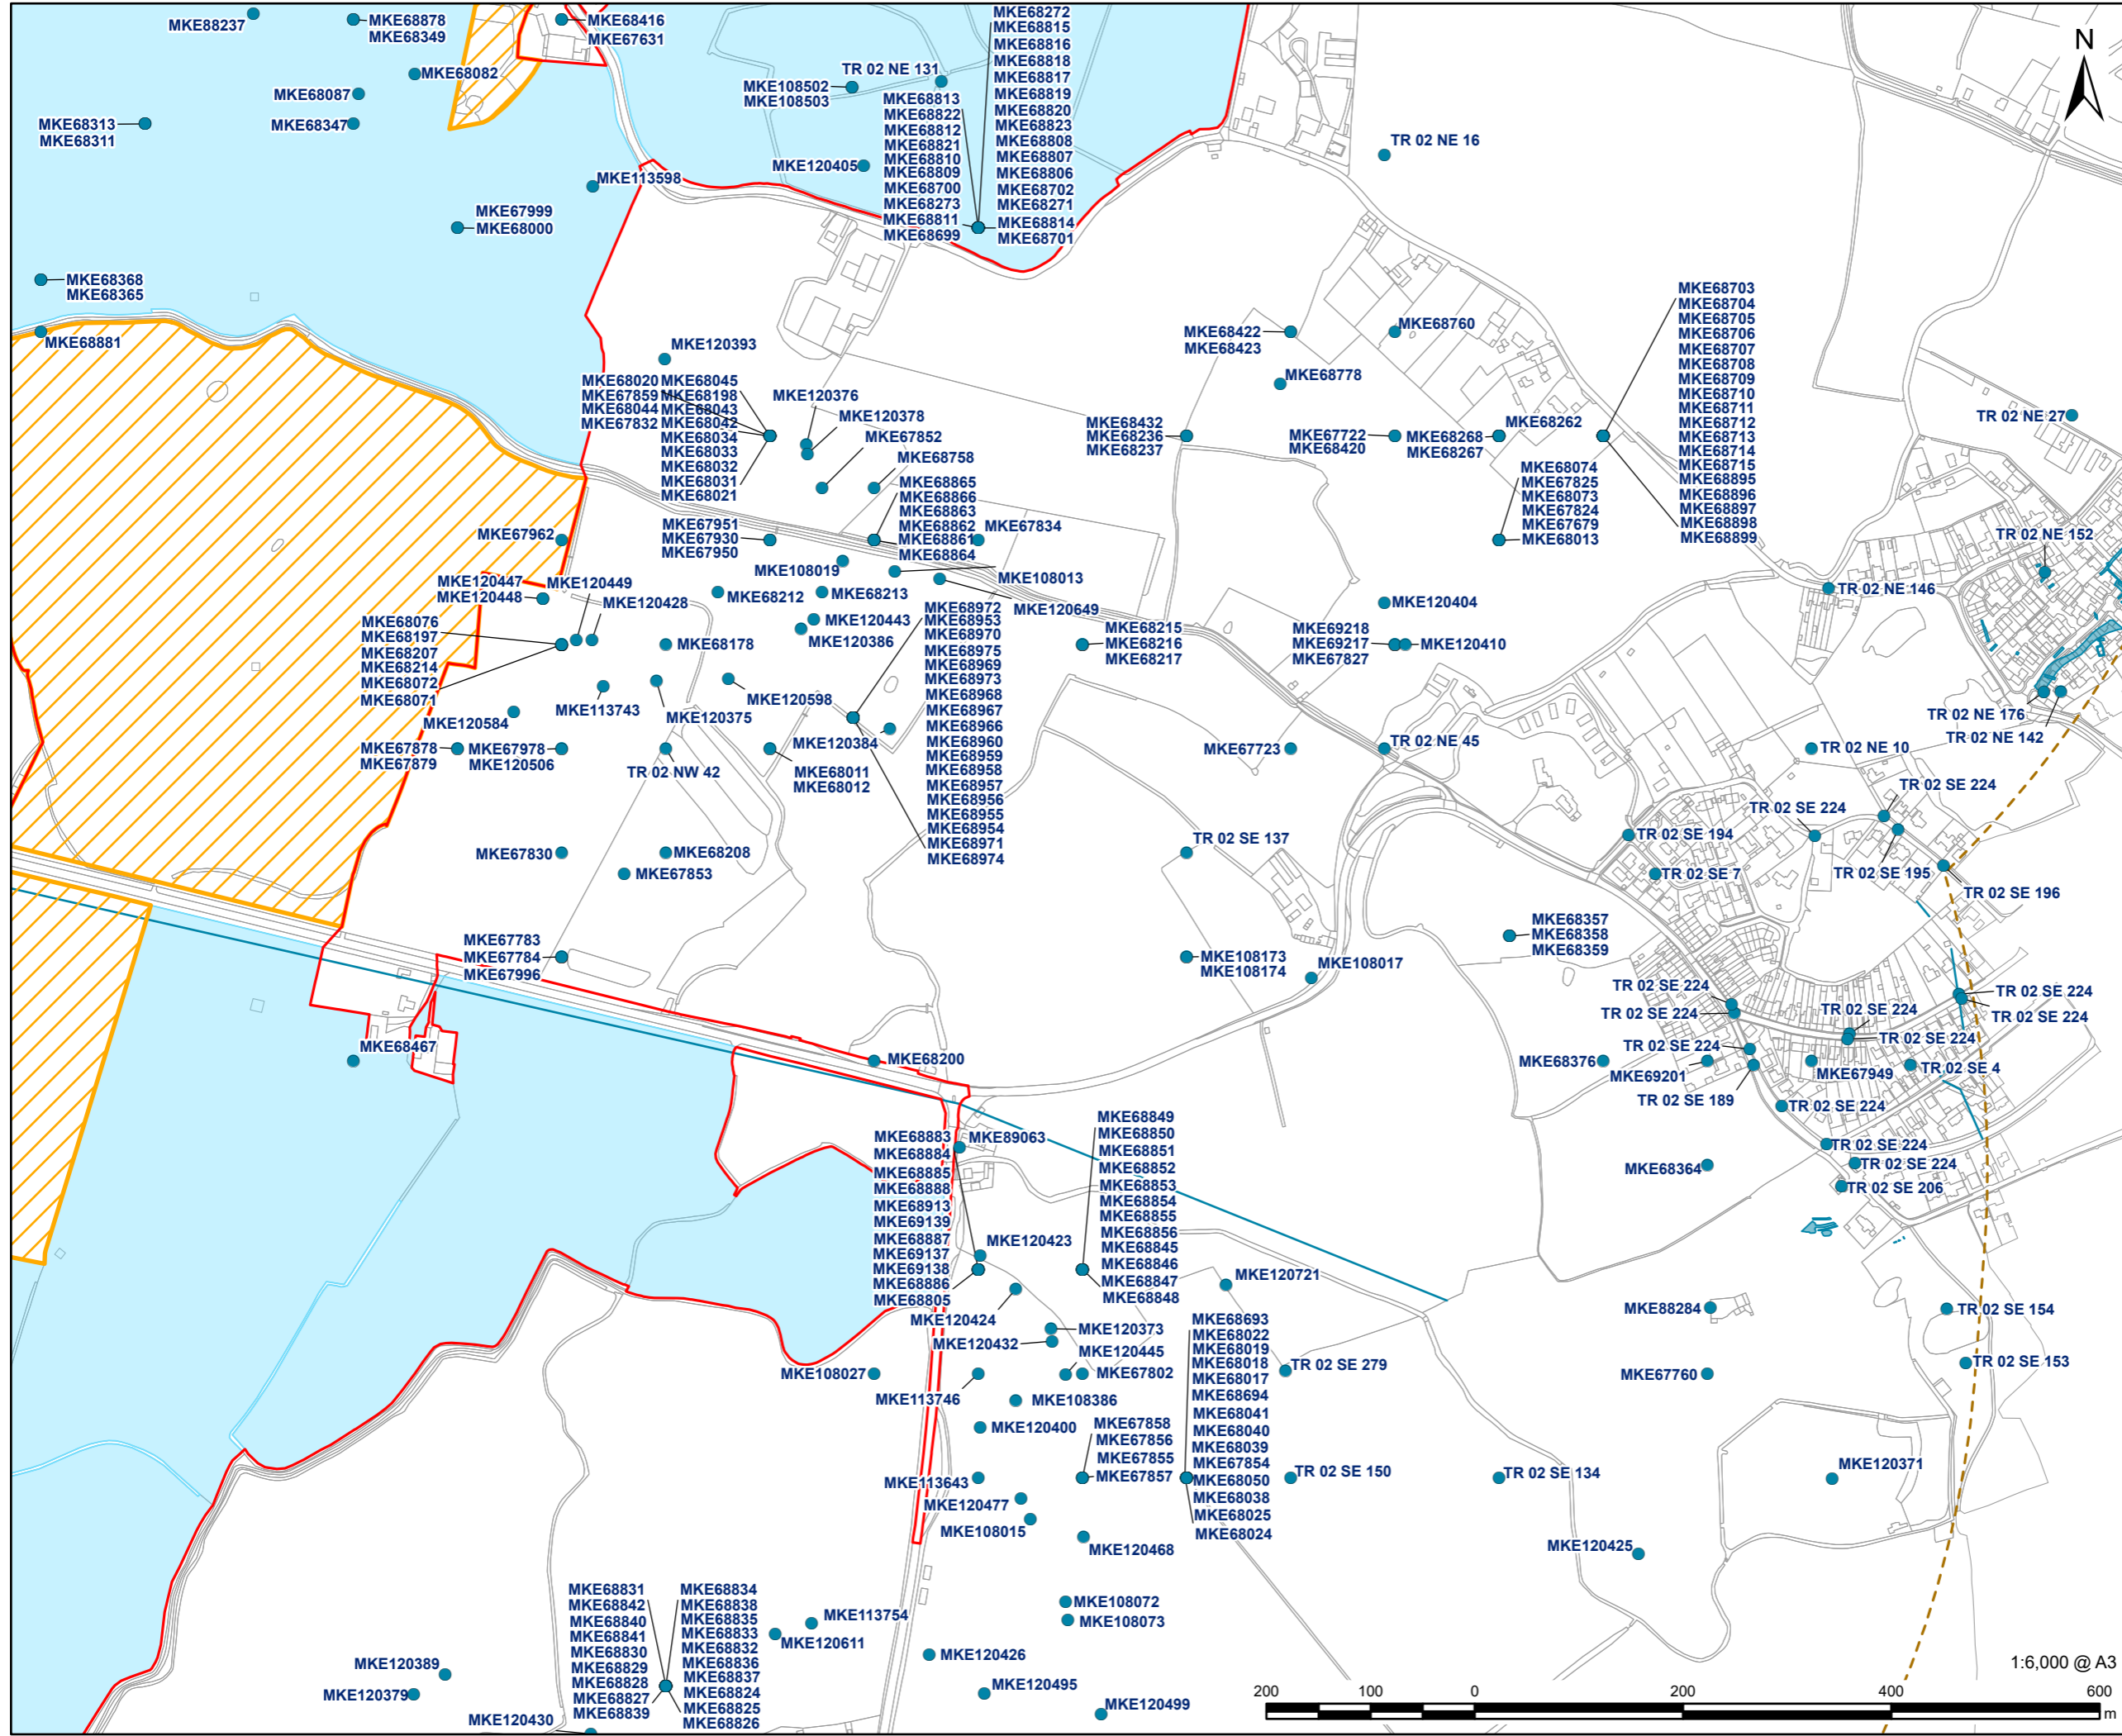 MKE88237
MKE68878
MKE68349
MKE68416
MKE67631
MKE68082
MKE68087
MKE68313
MKE68311
MKE68347
MKE113598
MKE67999
MKE68000
MKE68368
MKE68365
MKE68881
MKE108502
MKE108503
TR 02 NE 131
MKE120405
MKE68813
MKE68822
MKE68812
MKE68821
MKE68810
MKE68809
MKE68700
MKE68273
MKE68811
MKE68699
MKE68272
MKE68815
MKE68816
MKE68818
MKE68817
MKE68819
MKE68820
MKE68823
MKE68808
MKE68807
MKE68806
MKE68702
MKE68271
MKE68814
MKE68701
N
TR 02 NE 16
MKE68422
MKE68423
MKE68760
MKE68778
MKE68703
MKE68704
MKE68705
MKE68706
MKE68707
MKE68708
MKE68709
MKE68710
MKE68711
MKE68712
MKE68713
MKE68714
MKE68715
MKE68895
MKE68896
MKE68897
MKE68898
MKE68899
TR 02 NE 27
MKE120393
MKE68020
MKE67859
MKE68044
MKE67832
MKE68045
MKE68198
MKE68043
MKE68042
MKE68034
MKE68033
MKE68032
MKE68031
MKE68021
MKE120376
MKE120378
MKE67852
MKE68758
MKE68432
MKE68236
MKE68237
MKE67722
MKE68420
MKE68268
MKE68267
MKE68262
MKE68074
MKE67825
MKE68073
MKE67824
MKE67679
MKE68013
MKE68865
MKE68866
MKE68863
MKE68862
MKE68861
MKE68864
MKE67834
MKE67951
MKE67930
MKE67950
MKE67962
MKE108019
MKE108013
MKE120649
TR 02 NE 152
TR 02 NE 146
MKE120447
MKE120448
MKE120449
MKE120428
MKE68212
MKE68213
MKE120443
MKE120386
MKE68076
MKE68197
MKE68207
MKE68214
MKE68072
MKE68071
MKE68178
MKE120584
MKE113743
MKE120375
MKE120598
MKE120384
MKE67878
MKE67879
MKE67978
MKE120506
TR 02 NW 42
MKE68011
MKE68012
MKE68972
MKE68953
MKE68970
MKE68975
MKE68969
MKE68973
MKE68968
MKE68967
MKE68966
MKE68960
MKE68959
MKE68958
MKE68957
MKE68956
MKE68955
MKE68954
MKE68971
MKE68974
MKE68215
MKE68216
MKE68217
MKE120404
MKE69218
MKE69217
MKE67827
MKE120410
MKE67723
TR 02 NE 45
TR 02 NE 176
TR 02 NE 142
TR 02 NE 10
TR 02 SE 224
TR 02 SE 224
TR 02 SE 194
TR 02 SE 7
TR 02 SE 195
TR 02 SE 196
TR 02 SE 137
MKE67830
MKE68208
MKE67853
MKE67783
MKE67784
MKE67996
MKE68357
MKE68358
MKE68359
MKE108173
MKE108174
MKE108017
TR 02 SE 224
TR 02 SE 224
TR 02 SE 224
TR 02 SE 224
TR 02 SE 224
TR 02 SE 224
TR 02 SE 224
MKE68467
MKE68200
MKE68376
MKE69201
MKE67949
TR 02 SE 4
TR 02 SE 189
TR 02 SE 224
TR 02 SE 224
TR 02 SE 224
TR 02 SE 206
MKE68364
MKE68883
MKE68884
MKE68885
MKE68888
MKE68913
MKE69139
MKE68887
MKE69137
MKE69138
MKE68886
MKE68805
MKE89063
MKE68849
MKE68850
MKE68851
MKE68852
MKE68853
MKE68854
MKE68855
MKE68856
MKE68845
MKE68846
MKE68847
MKE68848
MKE120423
MKE120424
MKE120721
MKE88284
TR 02 SE 154
TR 02 SE 153
MKE120373
MKE120432
MKE120445
MKE67802
MKE108027
MKE113746
MKE108386
MKE120400
MKE68693
MKE68022
MKE68019
MKE68018
MKE68017
MKE68694
MKE68041
MKE68040
MKE68039
MKE67854
MKE68050
MKE68038
MKE68025
MKE68024
TR 02 SE 279
MKE67760
MKE67858
MKE67856
MKE67855
MKE67857
MKE113643
MKE120477
MKE108015
MKE120468
TR 02 SE 150
TR 02 SE 134
MKE120371
MKE120425
MKE68831
MKE68842
MKE68840
MKE68841
MKE68830
MKE68829
MKE68828
MKE68827
MKE68839
MKE68834
MKE68838
MKE68835
MKE68833
MKE68832
MKE68836
MKE68837
MKE68824
MKE68825
MKE68826
MKE113754
MKE120611
MKE108072
MKE108073
MKE120426
MKE120389
MKE120379
MKE120430
MKE120495
MKE120499
1:6,000 @ A3
200 100 0 200 400 600
m